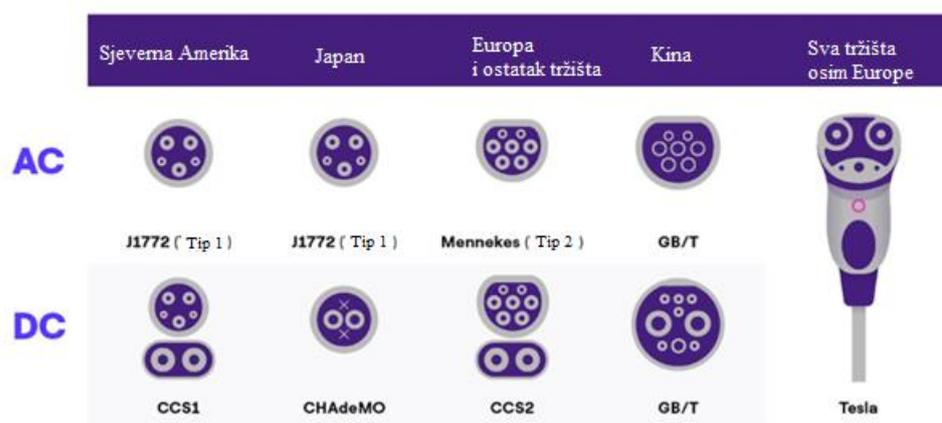 Sjeverna Amerika
Japan
Europa
i ostatak tržišta
Kina
Sva tržišta
osim Europe
AC
J1772 ( Tip 1 )
J1772 ( Tip 1 )
Mennekes ( Tip 2 )
GB/T
DC
CCS1
CHAdeMO
CCS2
GB/T
Tesla